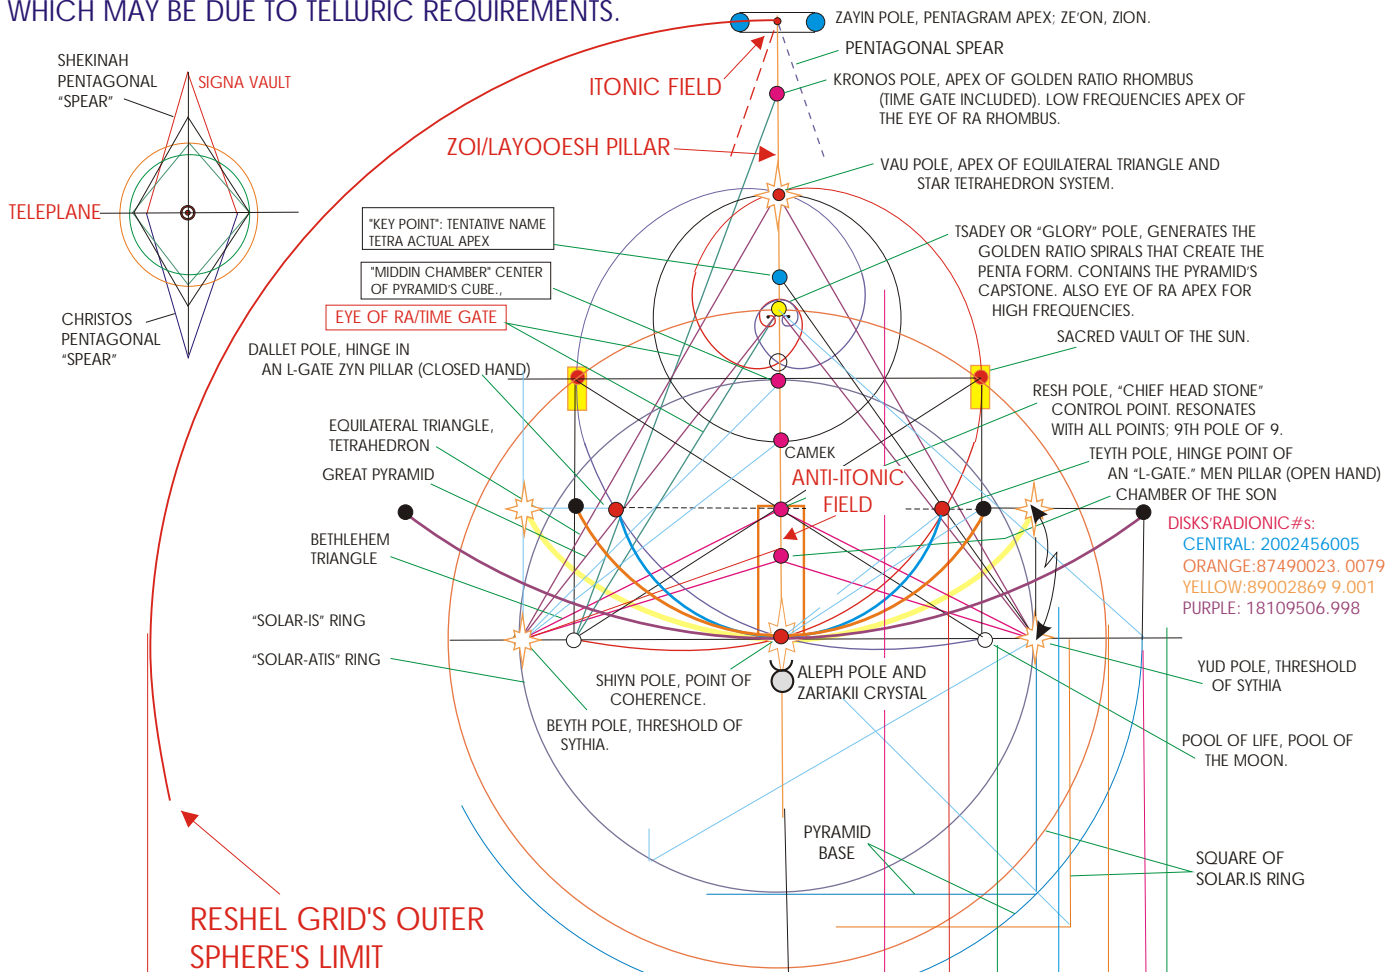 WHICH MAY BE DUE TO TELLURIC REQUIREMENTS.
ZAYIN POLE, PENTAGRAM APEX; ZE'ON, ZION.
PENTAGONAL SPEAR
SHEKINAH
PENTAGONAL
"SPEAR"
SIGNA VAULT
ITONIC FIELD
KRONOS POLE, APEX OF GOLDEN RATIO RHOMBUS
(TIME GATE INCLUDED). LOW FREQUENCIES APEX OF
THE EYE OF RA RHOMBUS.
ZOI/LAYOOESH PILLAR
VAU POLE, APEX OF EQUILATERAL TRIANGLE AND
STAR TETRAHEDRON SYSTEM.
TELEPLANE
"KEY POINT": TENTATIVE NAME
TETRA ACTUAL APEX
TSADEY OR "GLORY" POLE, GENERATES THE
GOLDEN RATIO SPIRALS THAT CREATE THE
PENTA FORM. CONTAINS THE PYRAMID'S
CAPSTONE. ALSO EYE OF RA APEX FOR
HIGH FREQUENCIES.
"MIDDIN CHAMBER" CENTER
OF PYRAMID'S CUBE.,
EYE OF RA/TIME GATE
CHRISTOS
PENTAGONAL
"SPEAR"
SACRED VAULT OF THE SUN.
DALLET POLE, HINGE IN
AN L-GATE ZYN PILLAR (CLOSED HAND)
RESH POLE, "CHIEF HEAD STONE"
CONTROL POINT. RESONATES
WITH ALL POINTS; 9TH POLE OF 9.
EQUILATERAL TRIANGLE,
TETRAHEDRON
CAMEK
TEYTH POLE, HINGE POINT OF
AN "L-GATE." MEN PILLAR (OPEN HAND)
GREAT PYRAMID
ANTI-ITONIC
FIELD
CHAMBER OF THE SON
DISKS'RADIONIC#s:
CENTRAL: 2002456005
ORANGE:87490023. 0079
YELLOW:89002869 9.001
PURPLE: 18109506.998
BETHLEHEM
TRIANGLE
"SOLAR-IS" RING
"SOLAR-ATIS" RING
SHIYN POLE, POINT OF
COHERENCE.
ALEPH POLE AND
ZARTAKII CRYSTAL
YUD POLE, THRESHOLD
OF SYTHIA
BEYTH POLE, THRESHOLD OF
SYTHIA.
POOL OF LIFE, POOL OF
THE MOON.
PYRAMID
BASE
SQUARE OF
SOLAR.IS RING
RESHEL GRID'S OUTER
SPHERE'S LIMIT